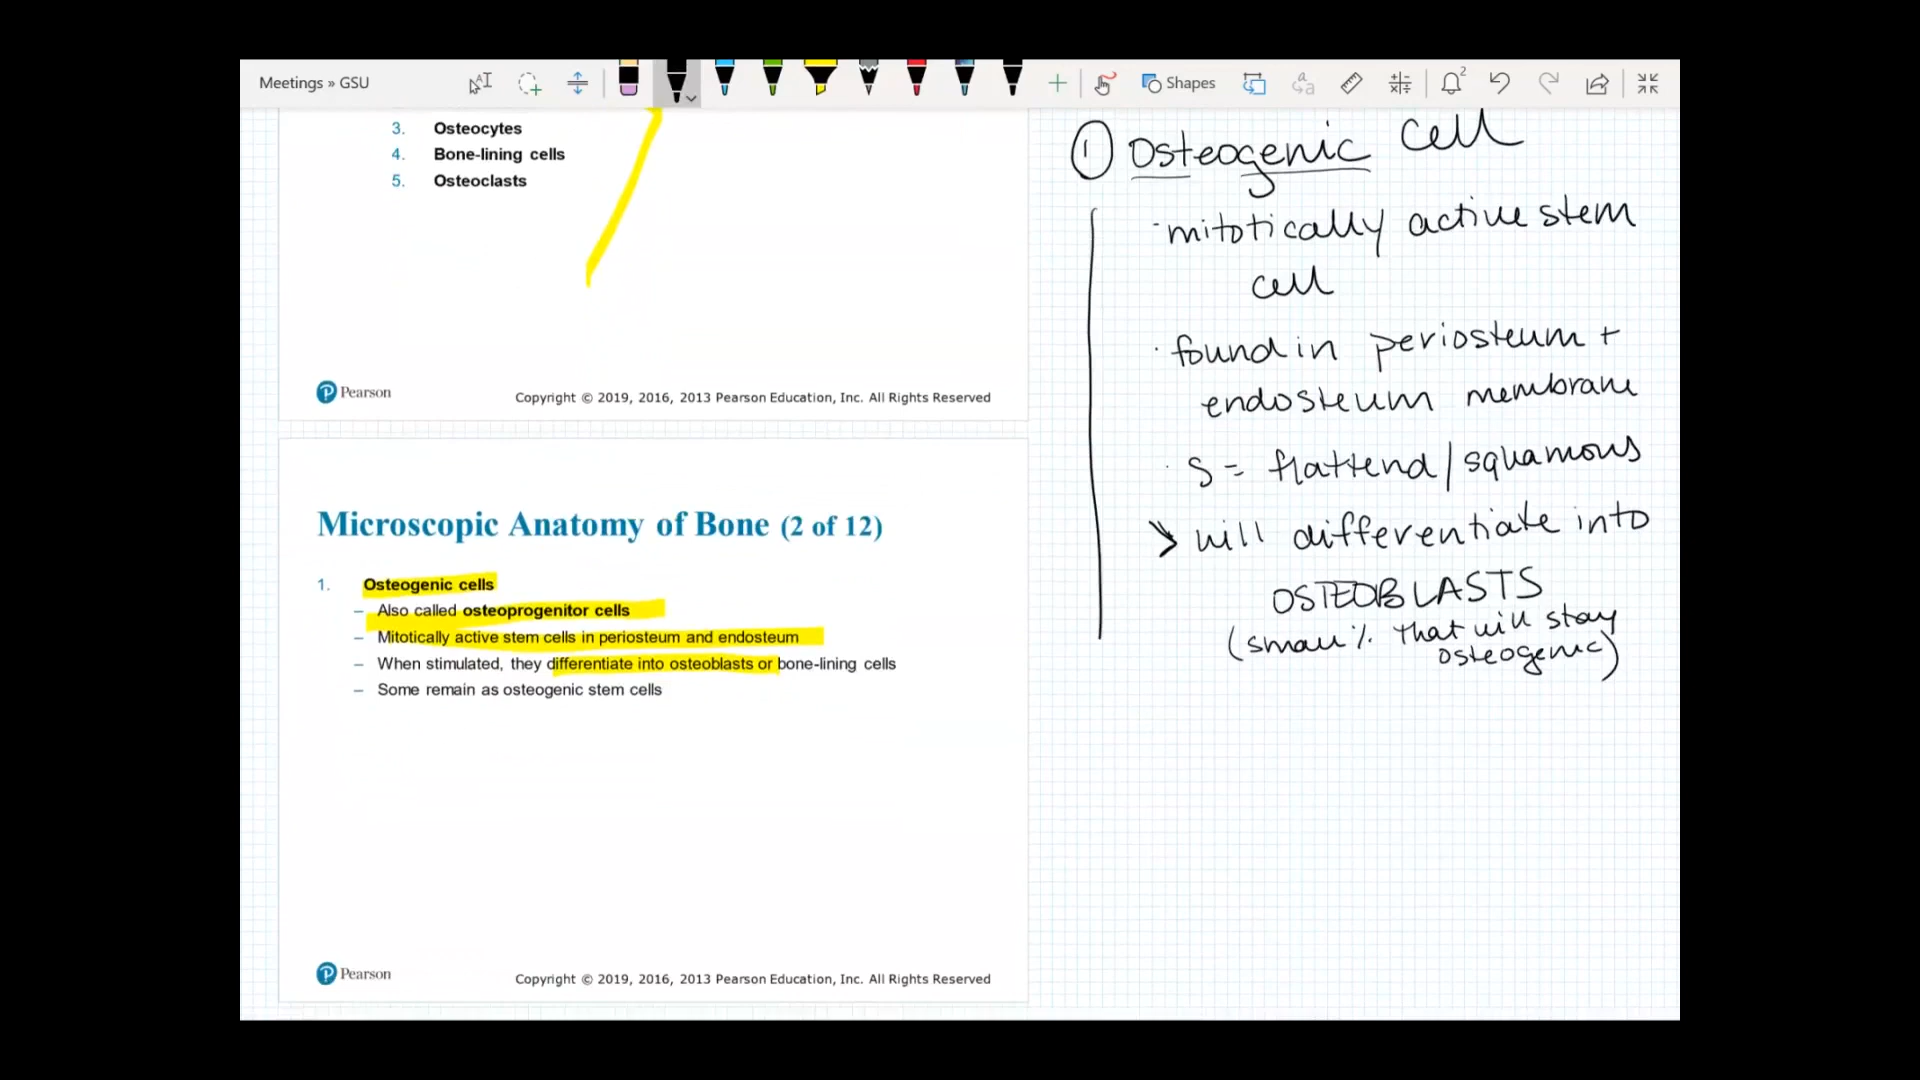 Meetings » GSU
Shapes
2
3. Osteocytes
4. Bone-lining cells
5. Osteoclasts
Pearson
Copyright © 2019, 2016, 2013 Pearson Education, Inc. All Rights Reserved
Microscopic Anatomy of Bone (2 of 12)
1. Osteogenic cells
– Also called osteoprogenitor cells
– Mitotically active stem cells in periosteum and endosteum
– When stimulated, they differentiate into osteoblasts or bone-lining cells
– Some remain as osteogenic stem cells
Pearson
Copyright © 2019, 2016, 2013 Pearson Education, Inc. All Rights Reserved
① Osteogenic cell
· mitotically active stem
cell
· found in periosteum +
endosteum membrane
· S = flattend/squamous
will differentiate into
OSTEOBLASTS
(small % that will stay
osteogenic)